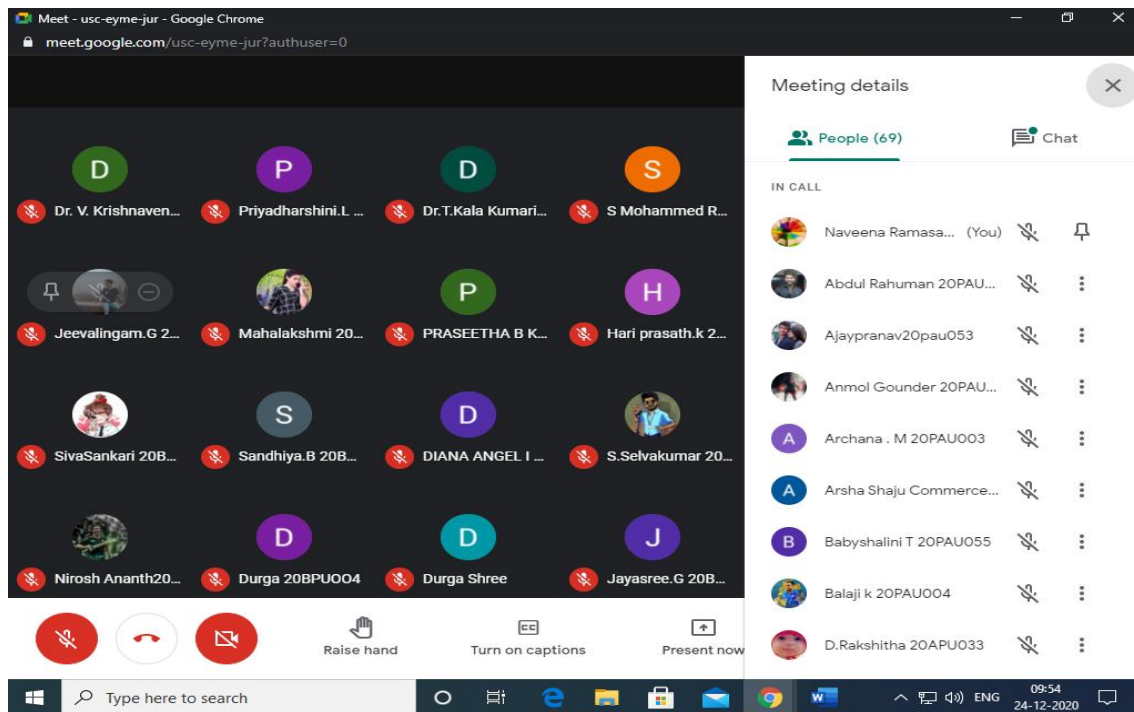 Meet - usc-eyme-jur - Google Chrome
meet.google.com/usc-eyme-jur?authuser=0
D
P
D
S
Dr. V. Krishnaven...
Priyadharshini.L ...
Dr.T.Kala Kumari...
S Mohammed R...
P
H
Jeevalingam.G 2...
Mahalakshmi 20...
PRASEETHA B K...
Hari prasath.k 2...
S
D
SivaSankari 20B...
Sandhiya.B 20B...
DIANA ANGEL I ...
S.Selvakumar 20...
D
D
J
Nirosh Ananth20...
Durga 20BPUOO4
Durga Shree
Jayasree.G 20B...
Raise hand
CC
Turn on captions
Present now
Meeting details
People (69)
Chat
IN CALL
Naveena Ramasa... (You)
Abdul Rahuman 20PAU...
Ajaypranav20pau053
Anmol Gounder 20PAU...
A
Archana . M 20PAU003
A
Arsha Shaju Commerce...
B
Babyshalini T 20PAU055
Balaji k 20PAU004
D.Rakshitha 20APU033
Type here to search
W
ENG
09:54
24-12-2020